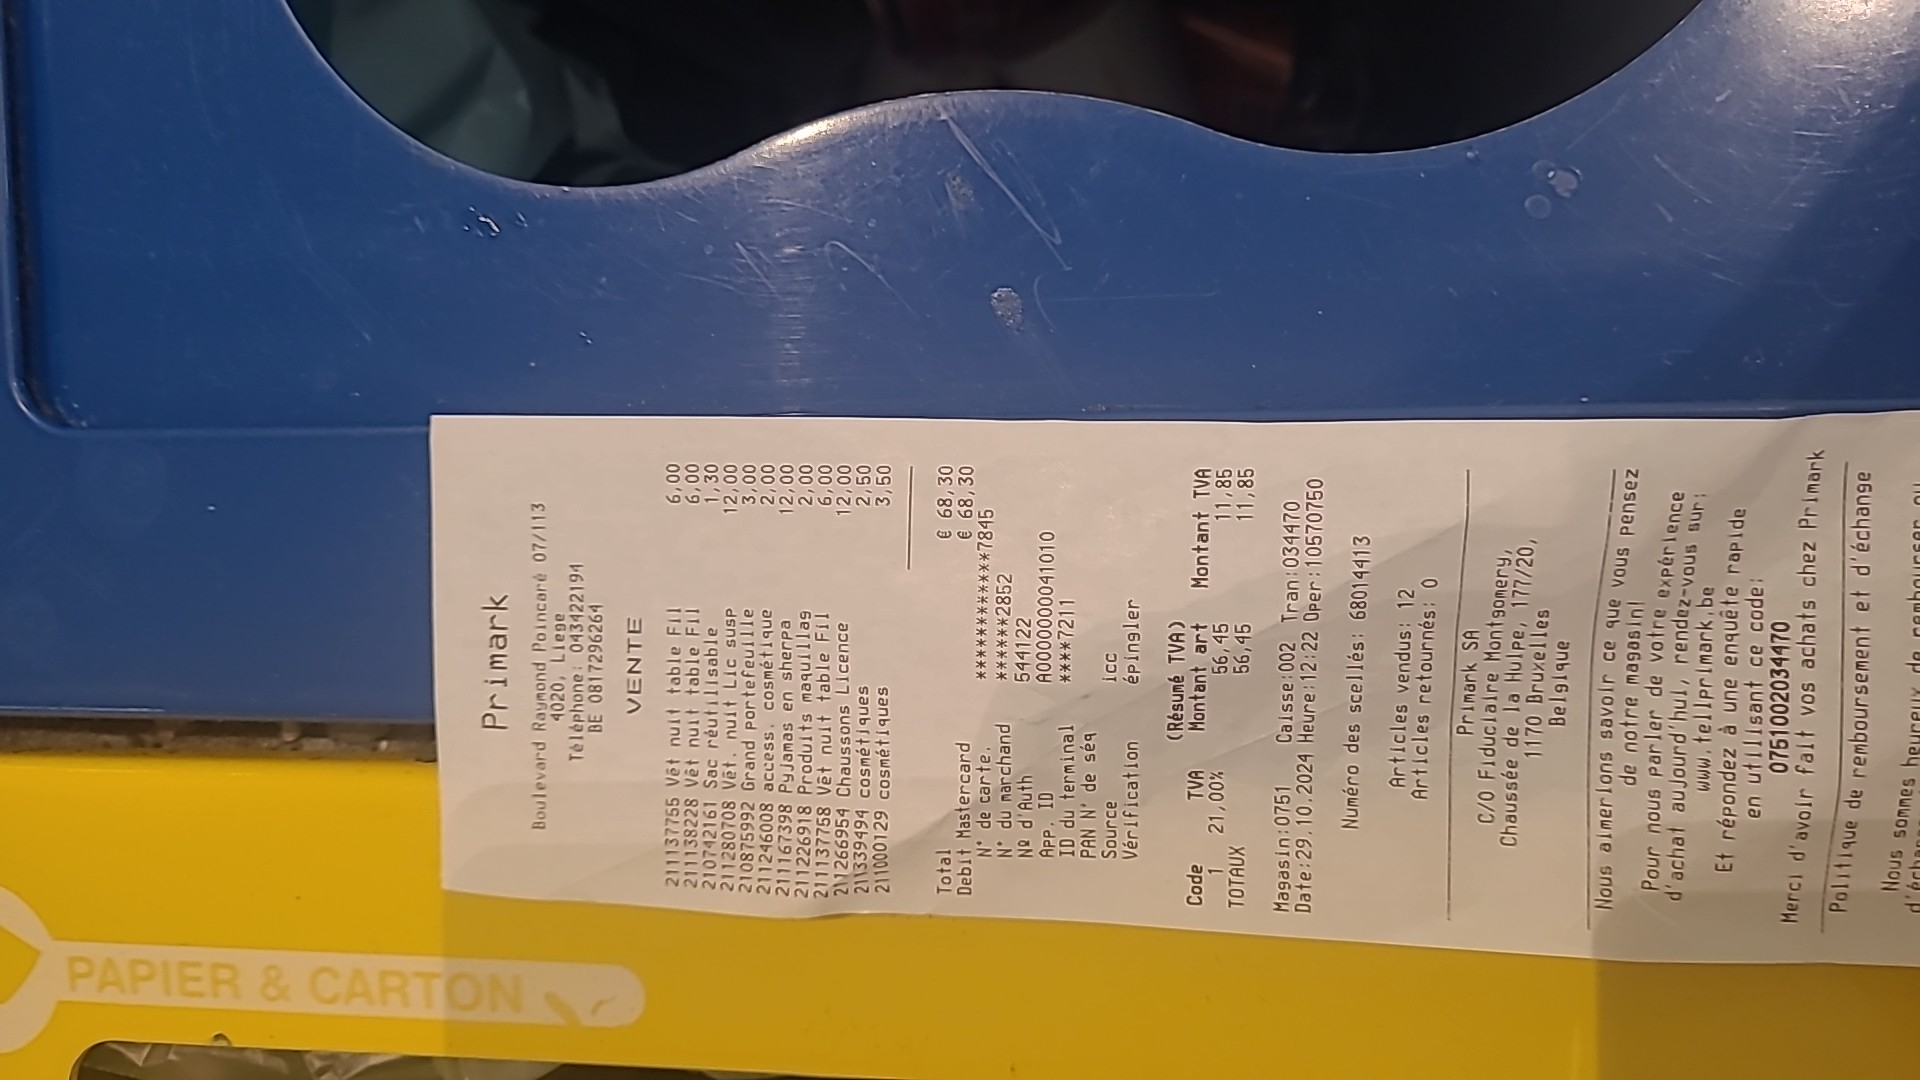 Primark
Boulevard Raymond Poincaré 07/113
4020, Liege
Téléphone: 043422194
BE 0817296264
VENTE
211137755 Vêt nuit table Fil 6,00
211138228 Vêt nuit table Fil 6,00
210742161 Sac réutilisable 1,30
211280708 Vêt. nuit Lic susp 12,00
210875992 Grand portefeuille 3,00
211246008 access. cosmétique 2,00
211167398 Pyjamas en sherpa 12,00
211226918 Produits maquillag 2,00
211137758 Vêt nuit table Fil 6,00
211266954 Chaussons Licence 12,00
211339494 cosmétiques 2,50
211000129 cosmétiques 3,50
Total € 68,30
Debit Mastercard € 68,30
N° de carte. ************7845
N° du marchand ******2852
Nº d'Auth 544122
App. ID A0000000041010
ID du terminal ****7211
PAN N° de séq
Source icc
Vérification épingler
(Résumé TVA)
Code TVA Montant art Montant TVA
1 21,00% 56,45 11,85
TOTAUX 56,45 11,85
Magasin:0751 Caisse:002 Tran:034470
Date:29.10.2024 Heure:12:22 Oper:10570750
Numéro des scellés: 68014413
Articles vendus: 12
Articles retournés: 0
Primark SA
C/O Fiduclaire Montgomery,
Chaussée de la Hulpe, 177/20,
1170 Bruxelles
Belgique
Nous aimerions savoir ce que vous pensez
de notre magasin!
Pour nous parler de votre expérience
d'achat aujourd'hui, rendez-vous sur:
www.tellprimark.be
Et répondez à une enquête rapide
en utilisant ce code:
0751002034470
Merci d'avoir fait vos achats chez Primark
Politique de remboursement et d'échange
Nous sommes heureux de rembourser ou
PAPIER & CARTON